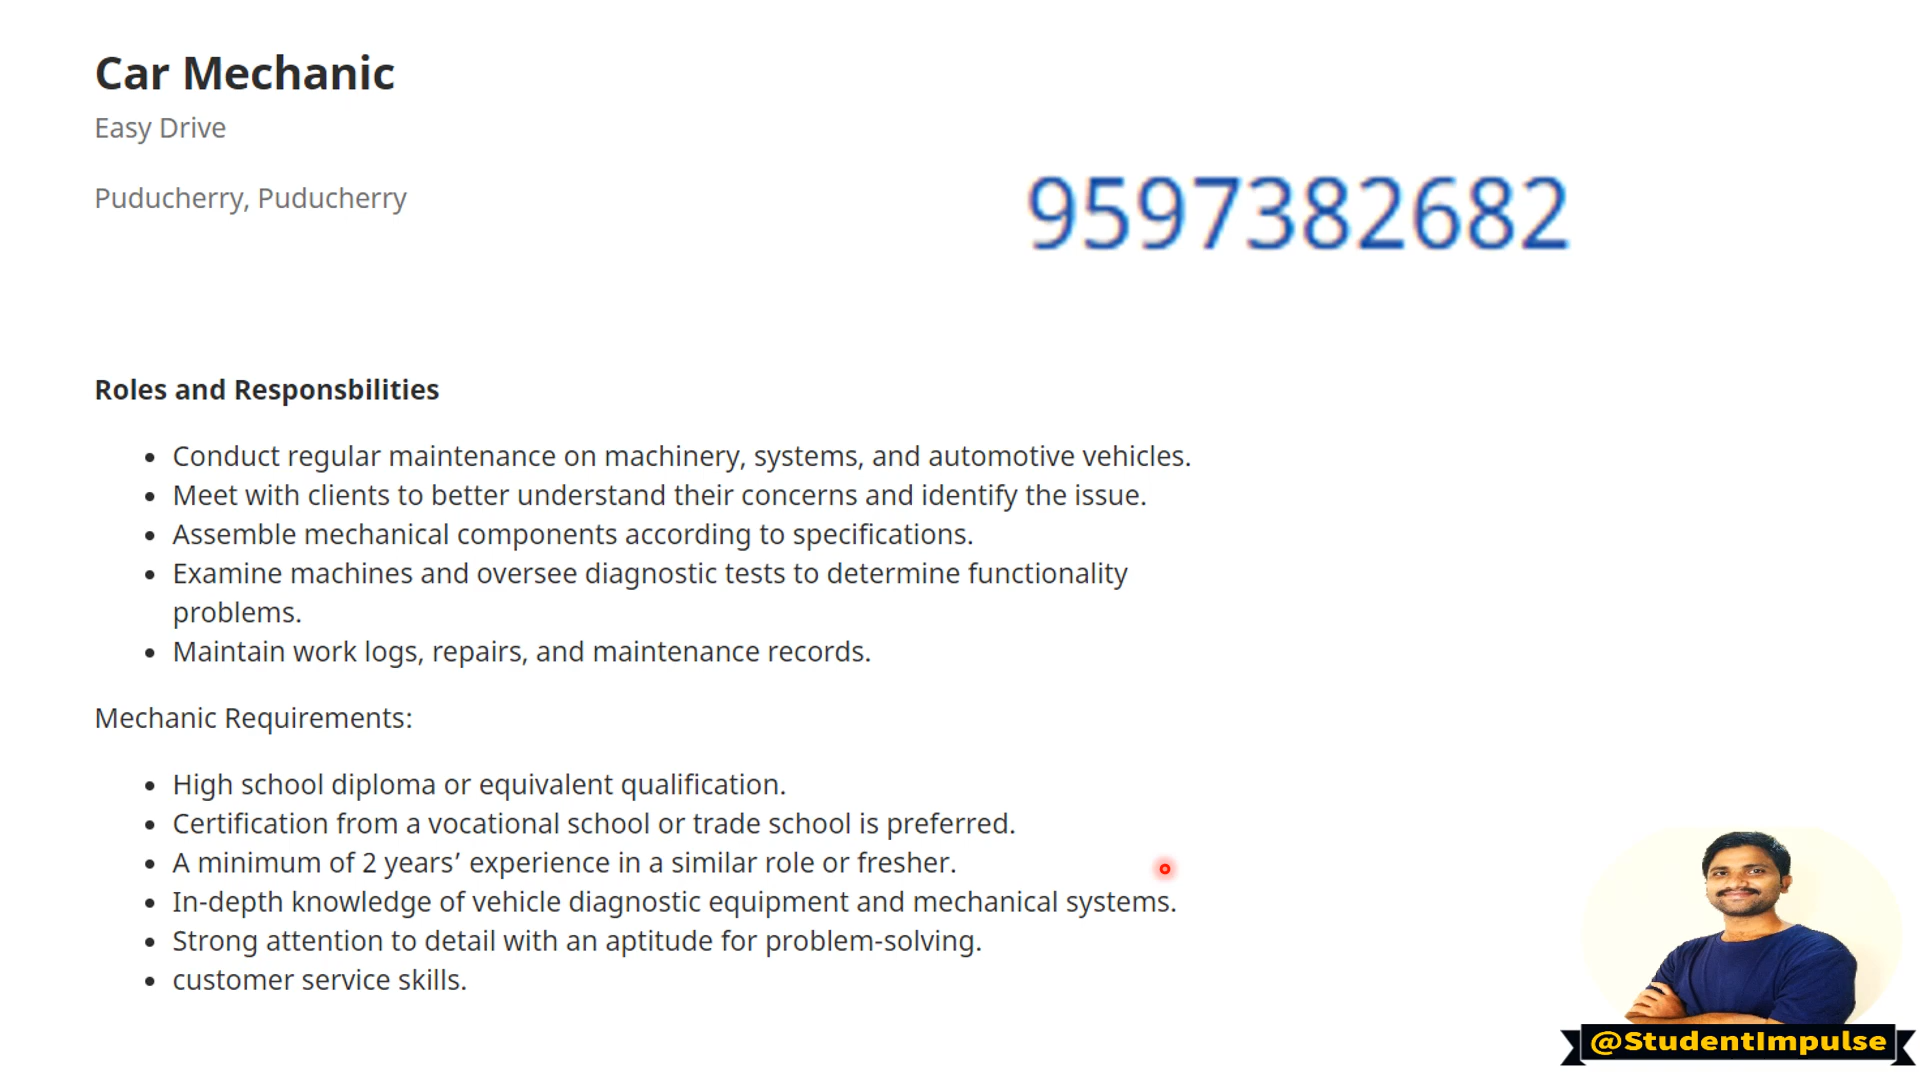 Car Mechanic
Easy Drive
Puducherry, Puducherry
9597382682
Roles and Responsbilities
• Conduct regular maintenance on machinery, systems, and automotive vehicles.
• Meet with clients to better understand their concerns and identify the issue.
• Assemble mechanical components according to specifications.
• Examine machines and oversee diagnostic tests to determine functionality
problems.
• Maintain work logs, repairs, and maintenance records.
Mechanic Requirements:
• High school diploma or equivalent qualification.
• Certification from a vocational school or trade school is preferred.
• A minimum of 2 years’ experience in a similar role or fresher.
• In-depth knowledge of vehicle diagnostic equipment and mechanical systems.
• Strong attention to detail with an aptitude for problem-solving.
• customer service skills.
@StudentImpulse